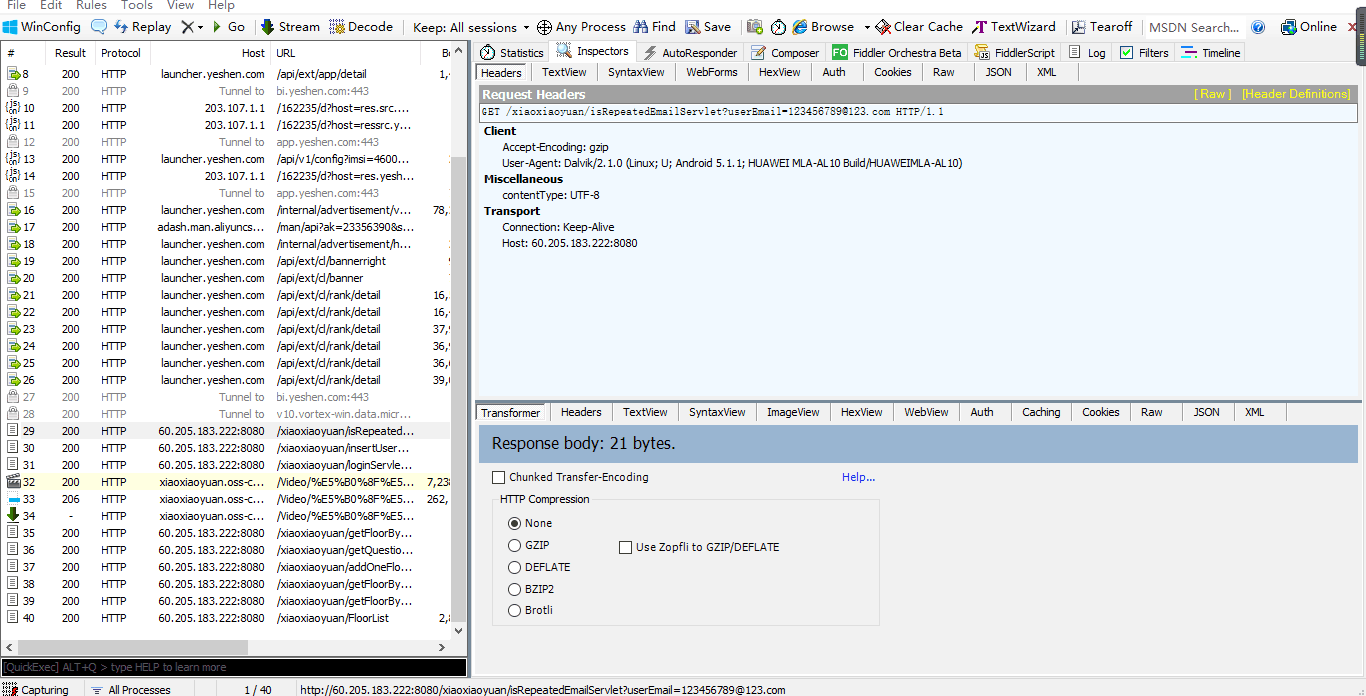 File Edit Rules Tools View Help
WinConfig Replay Go Stream Decode Keep: All sessions Any Process Find Save Browse Clear Cache TextWizard Tearoff MSDN Search... Online
# Result Protocol Host URL
8 200 HTTP launcher.yeshen.com /api/ext/app/detail
9 200 HTTP Tunnel to bi.yeshen.com:443
10 200 HTTP 203.107.1.1 /162235/d?host=res.src....
11 200 HTTP 203.107.1.1 /162235/d?host=ressrc.y...
12 200 HTTP Tunnel to app.yeshen.com:443
13 200 HTTP launcher.yeshen.com /api/v1/config?imsi=4600...
14 200 HTTP 203.107.1.1 /162235/d?host=res.yesh...
15 200 HTTP Tunnel to app.yeshen.com:443
16 200 HTTP launcher.yeshen.com /internal/advertisement/v... 78,
17 200 HTTP adash.man.aliyuncs... /man/api?ak=23356390&s...
18 200 HTTP launcher.yeshen.com /internal/advertisement/h...
19 200 HTTP launcher.yeshen.com /api/ext/cl/bannerright
20 200 HTTP launcher.yeshen.com /api/ext/cl/banner
21 200 HTTP launcher.yeshen.com /api/ext/cl/rank/detail 16,
22 200 HTTP launcher.yeshen.com /api/ext/cl/rank/detail 16,
23 200 HTTP launcher.yeshen.com /api/ext/cl/rank/detail 37,
24 200 HTTP launcher.yeshen.com /api/ext/cl/rank/detail 36,
25 200 HTTP launcher.yeshen.com /api/ext/cl/rank/detail 36,
26 200 HTTP launcher.yeshen.com /api/ext/cl/rank/detail 39,
27 200 HTTP Tunnel to bi.yeshen.com:443
28 200 HTTP Tunnel to v10.vortex-win.data.micr...
29 200 HTTP 60.205.183.222:8080 /xiaoxiaoyuan/isRepeated...
30 200 HTTP 60.205.183.222:8080 /xiaoxiaoyuan/insertUser...
31 200 HTTP 60.205.183.222:8080 /xiaoxiaoyuan/loginServle...
32 200 HTTP xiaoxiaoyuan.oss-c... /Video/%E5%B0%8F%E5... 7,238
33 206 HTTP xiaoxiaoyuan.oss-c... /Video/%E5%B0%8F%E5... 262,
34 - HTTP xiaoxiaoyuan.oss-c... /Video/%E5%B0%8F%E5...
35 200 HTTP 60.205.183.222:8080 /xiaoxiaoyuan/getFloorBy...
36 200 HTTP 60.205.183.222:8080 /xiaoxiaoyuan/getQuestio...
37 200 HTTP 60.205.183.222:8080 /xiaoxiaoyuan/addOneFlo...
38 200 HTTP 60.205.183.222:8080 /xiaoxiaoyuan/getFloorBy...
39 200 HTTP 60.205.183.222:8080 /xiaoxiaoyuan/getFloorBy...
40 200 HTTP 60.205.183.222:8080 /xiaoxiaoyuan/FloorList 2,
[QuickExec] ALT+Q > type HELP to learn more
Statistics Inspectors AutoResponder Composer FO Fiddler Orchestra Beta FiddlerScript Log Filters Timeline
Headers TextView SyntaxView WebForms HexView Auth Cookies Raw JSON XML
Request Headers [ Raw ] [Header Definitions]
GET /xiaoxiaoyuan/isRepeatedEmailServlet?userEmail=123456789@123.com HTTP/1.1
Client
Accept-Encoding: gzip
User-Agent: Dalvik/2.1.0 (Linux; U; Android 5.1.1; HUAWEI MLA-AL10 Build/HUAWEIMLA-AL10)
Miscellaneous
contentType: UTF-8
Transport
Connection: Keep-Alive
Host: 60.205.183.222:8080
Transformer Headers TextView SyntaxView ImageView HexView WebView Auth Caching Cookies Raw JSON XML
Response body: 21 bytes.
Chunked Transfer-Encoding Help...
HTTP Compression
None
GZIP Use Zopfli to GZIP/DEFLATE
DEFLATE
BZIP2
Brotli
Capturing All Processes 1 / 40 http://60.205.183.222:8080/xiaoxiaoyuan/isRepeatedEmailServlet?userEmail=123456789@123.com